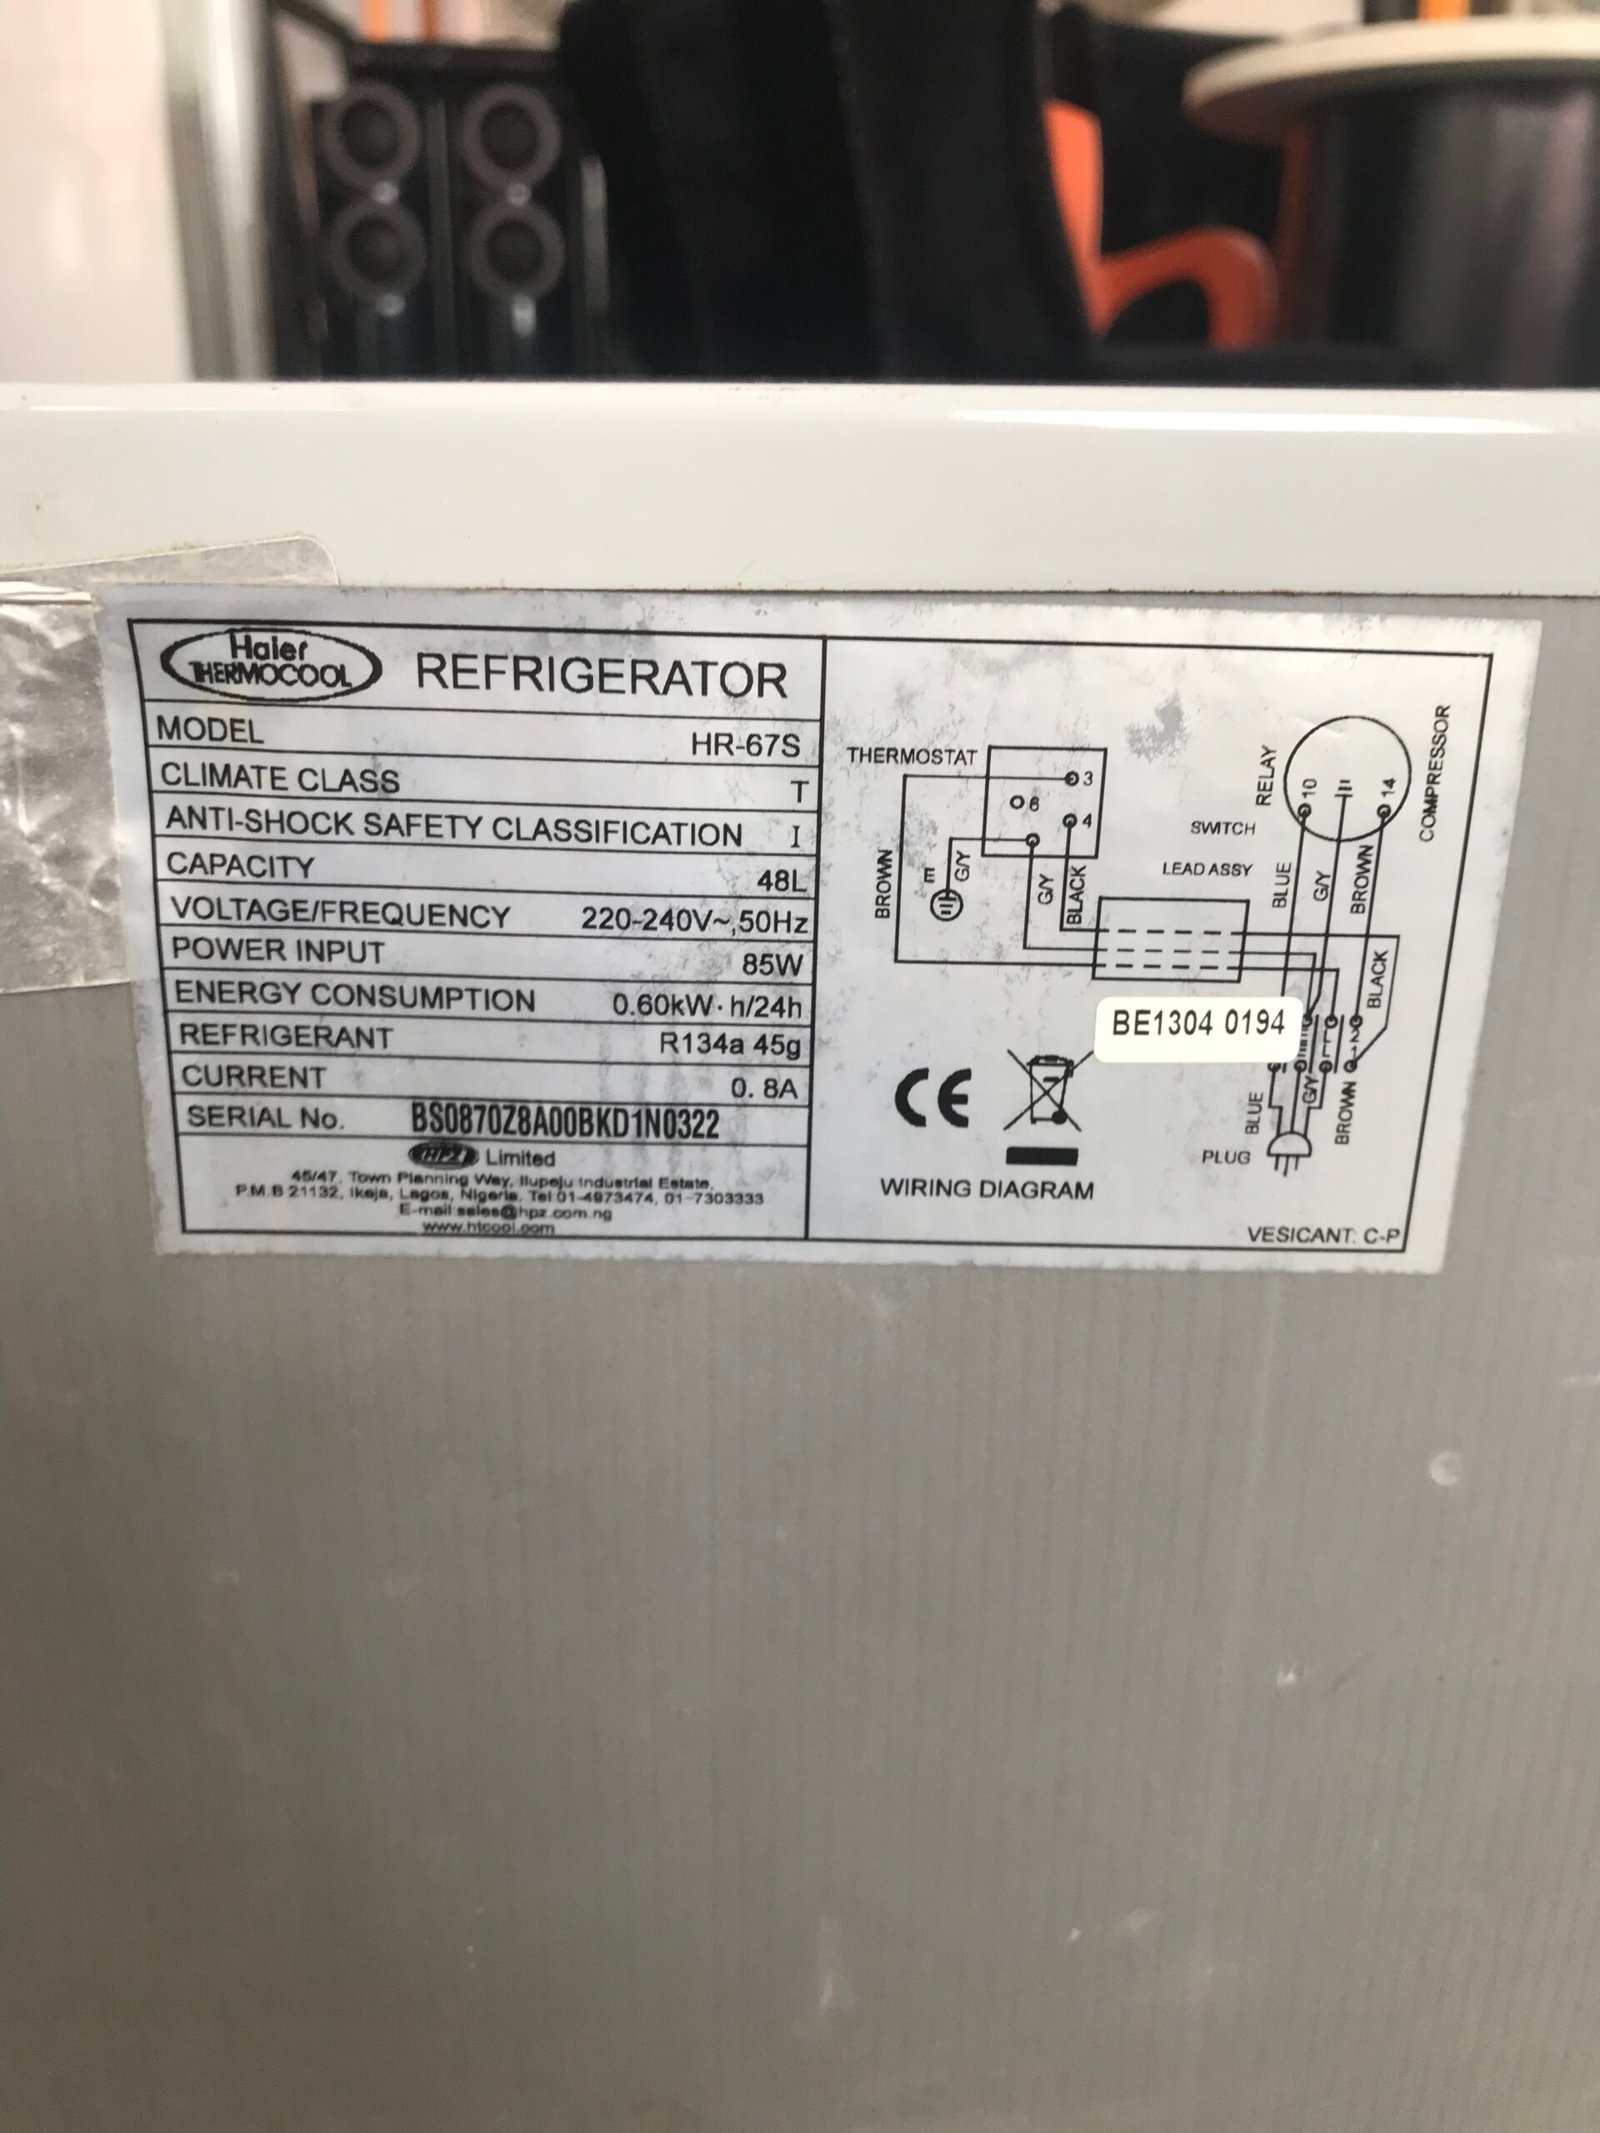 Haier
THERMOCOOL
REFRIGERATOR
MODEL HR-67S
CLIMATE CLASS T
ANTI-SHOCK SAFETY CLASSIFICATION I
CAPACITY 48L
VOLTAGE/FREQUENCY 220-240V~,50Hz
POWER INPUT 85W
ENERGY CONSUMPTION 0.60kW·h/24h
REFRIGERANT R134a 45g
CURRENT 0.8A
SERIAL No. BS0870Z8A00BKD1N0322
HPZ Limited
45/47, Town Planning Way, Ilupeju Industrial Estate,
P.M.B 21132, Ikeja, Lagos, Nigeria. Tel:01-4973474, 01-7303333
E-mail sales@hpz.com.ng
www.htcool.com
THERMOSTAT
3
6
4
BROWN
E
G/Y
G/Y
BLACK
RELAY
10
14
COMPRESSOR
SWITCH
LEAD ASSY
BLUE
G/Y
BROWN
BLACK
BE1304 0194
2
1
BLUE
G/Y
BROWN
PLUG
CE
WIRING DIAGRAM
VESICANT: C-P